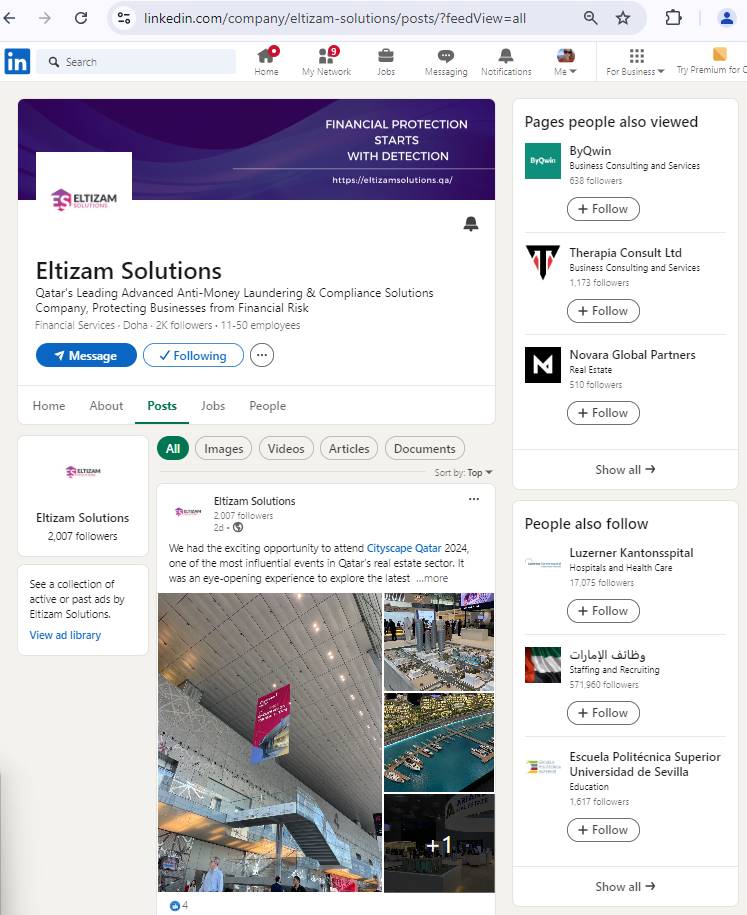 linkedin.com/company/eltizam-solutions/posts/?feedView=all
in
Search
Home
9
My Network
Jobs
Messaging
Notifications
Me
For Business
Try Premium for
FINANCIAL PROTECTION
STARTS
WITH DETECTION
https://eltizamsolutions.qa/
ELTIZAM
SOLUTIONS
Eltizam Solutions
Qatar's Leading Advanced Anti-Money Laundering & Compliance Solutions
Company, Protecting Businesses from Financial Risk
Financial Services · Doha · 2K followers · 11-50 employees
Message
Following
Home
About
Posts
Jobs
People
ELTIZAM
SOLUTIONS
Eltizam Solutions
2,007 followers
See a collection of
active or past ads by
Eltizam Solutions.
View ad library
All
Images
Videos
Articles
Documents
Sort by: Top
ELTIZAM
SOLUTIONS
Eltizam Solutions
2,007 followers
2d •
We had the exciting opportunity to attend Cityscape Qatar 2024,
one of the most influential events in Qatar's real estate sector. It
was an eye-opening experience to explore the latest ...more
+1
4
Pages people also viewed
ByQwin
ByQwin
Business Consulting and Services
638 followers
+ Follow
Therapia Consult Ltd
Business Consulting and Services
1,173 followers
+ Follow
Novara Global Partners
Real Estate
510 followers
+ Follow
Show all →
People also follow
Luzerner Kantonsspital
Hospitals and Health Care
17,075 followers
+ Follow
وظائف الإمارات
Staffing and Recruiting
571,960 followers
+ Follow
Escuela Politécnica Superior
Universidad de Sevilla
Education
1,617 followers
+ Follow
Show all →